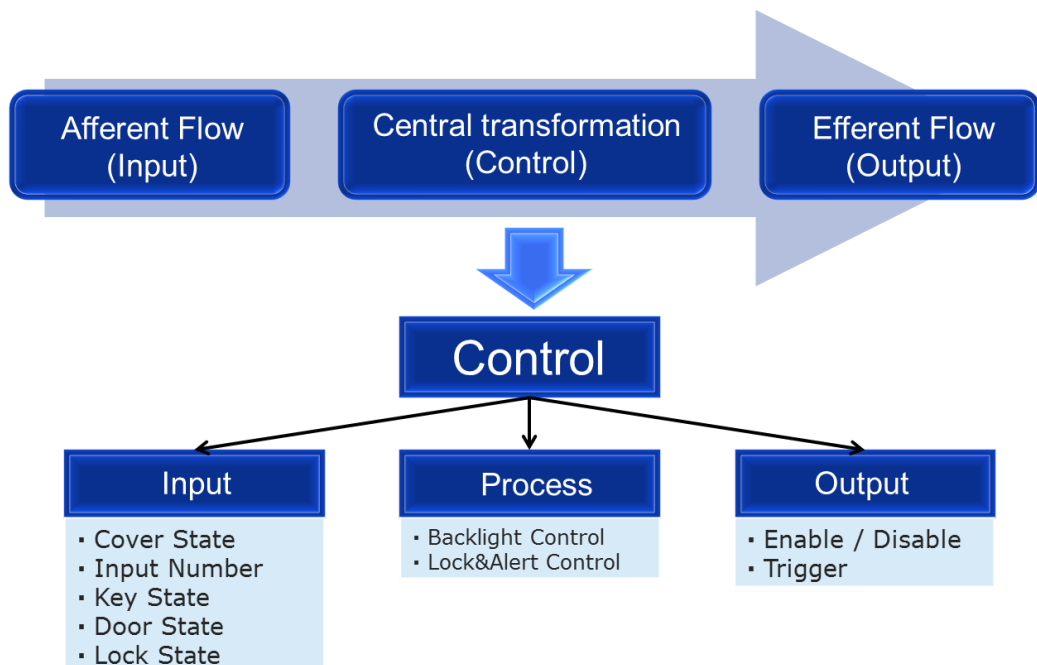 Afferent Flow
(Input)
Central transformation
(Control)
Efferent Flow
(Output)
Control
Input
· Cover State
· Input Number
· Key State
· Door State
· Lock State
Process
· Backlight Control
· Lock&Alert Control
Output
· Enable / Disable
· Trigger